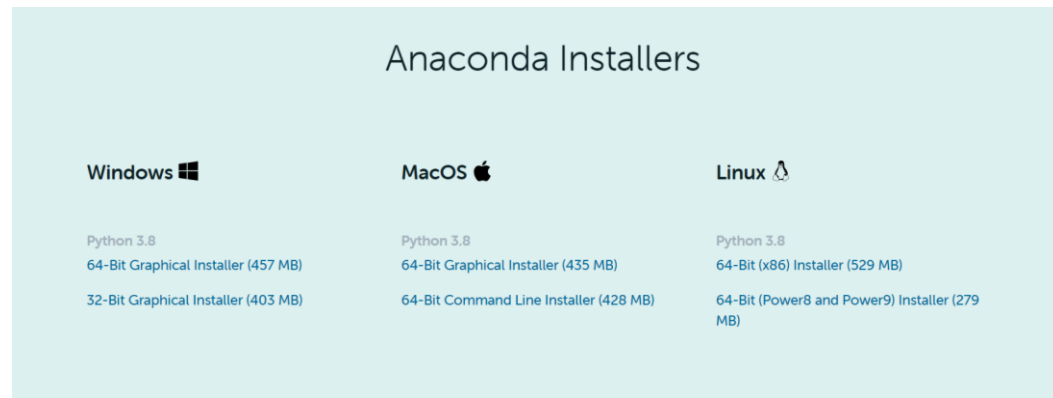 Anaconda Installers
Windows
Python 3.8
64-Bit Graphical Installer (457 MB)
32-Bit Graphical Installer (403 MB)
MacOS
Python 3.8
64-Bit Graphical Installer (435 MB)
64-Bit Command Line Installer (428 MB)
Linux
Python 3.8
64-Bit (x86) Installer (529 MB)
64-Bit (Power8 and Power9) Installer (279
MB)